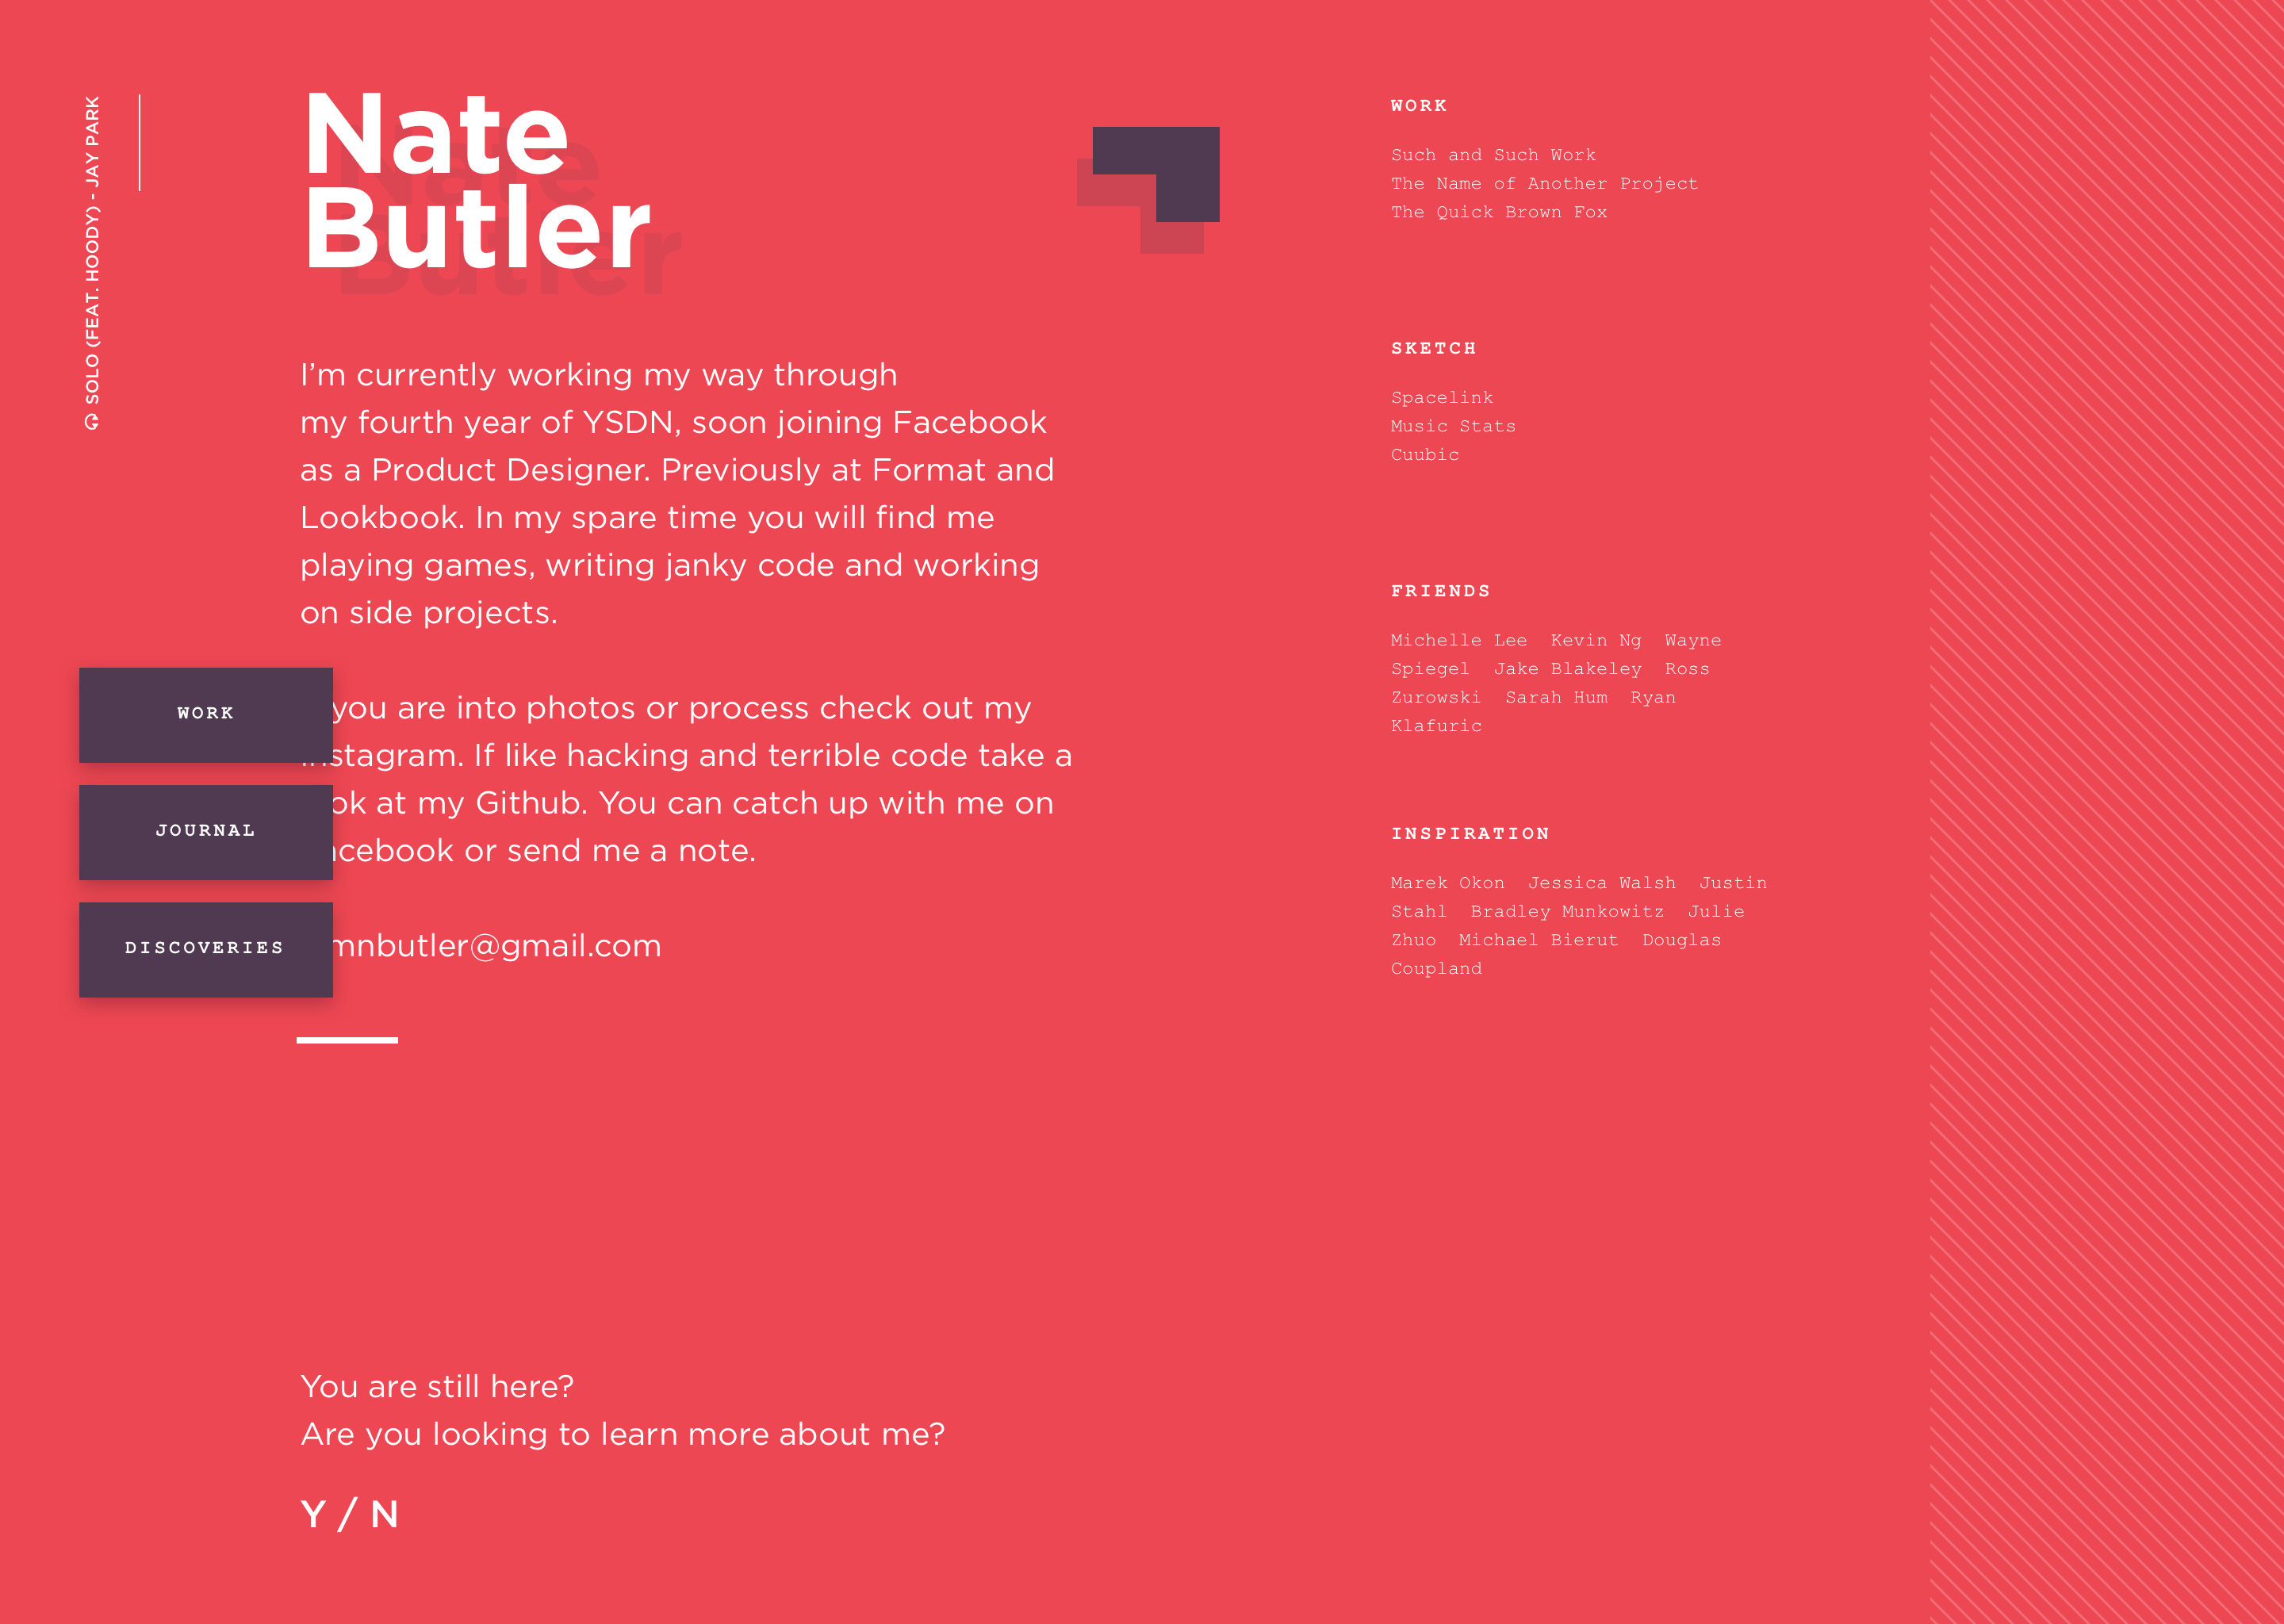 SOLO (FEAT. HOODY) - JAY PARK
Nate
Butler
I’m currently working my way through
my fourth year of YSDN, soon joining Facebook
as a Product Designer. Previously at Format and
Lookbook. In my spare time you will find me
playing games, writing janky code and working
on side projects.
you are into photos or process check out my
stagram. If like hacking and terrible code take a
ok at my Github. You can catch up with me on
cebook or send me a note.
mnbutler@gmail.com
WORK
JOURNAL
DISCOVERIES
You are still here?
Are you looking to learn more about me?
Y / N
WORK
Such and Such Work
The Name of Another Project
The Quick Brown Fox
SKETCH
Spacelink
Music Stats
Cuubic
FRIENDS
Michelle Lee  Kevin Ng  Wayne
Spiegel  Jake Blakeley  Ross
Zurowski  Sarah Hum  Ryan
Klafuric
INSPIRATION
Marek Okon  Jessica Walsh  Justin
Stahl  Bradley Munkowitz  Julie
Zhuo  Michael Bierut  Douglas
Coupland